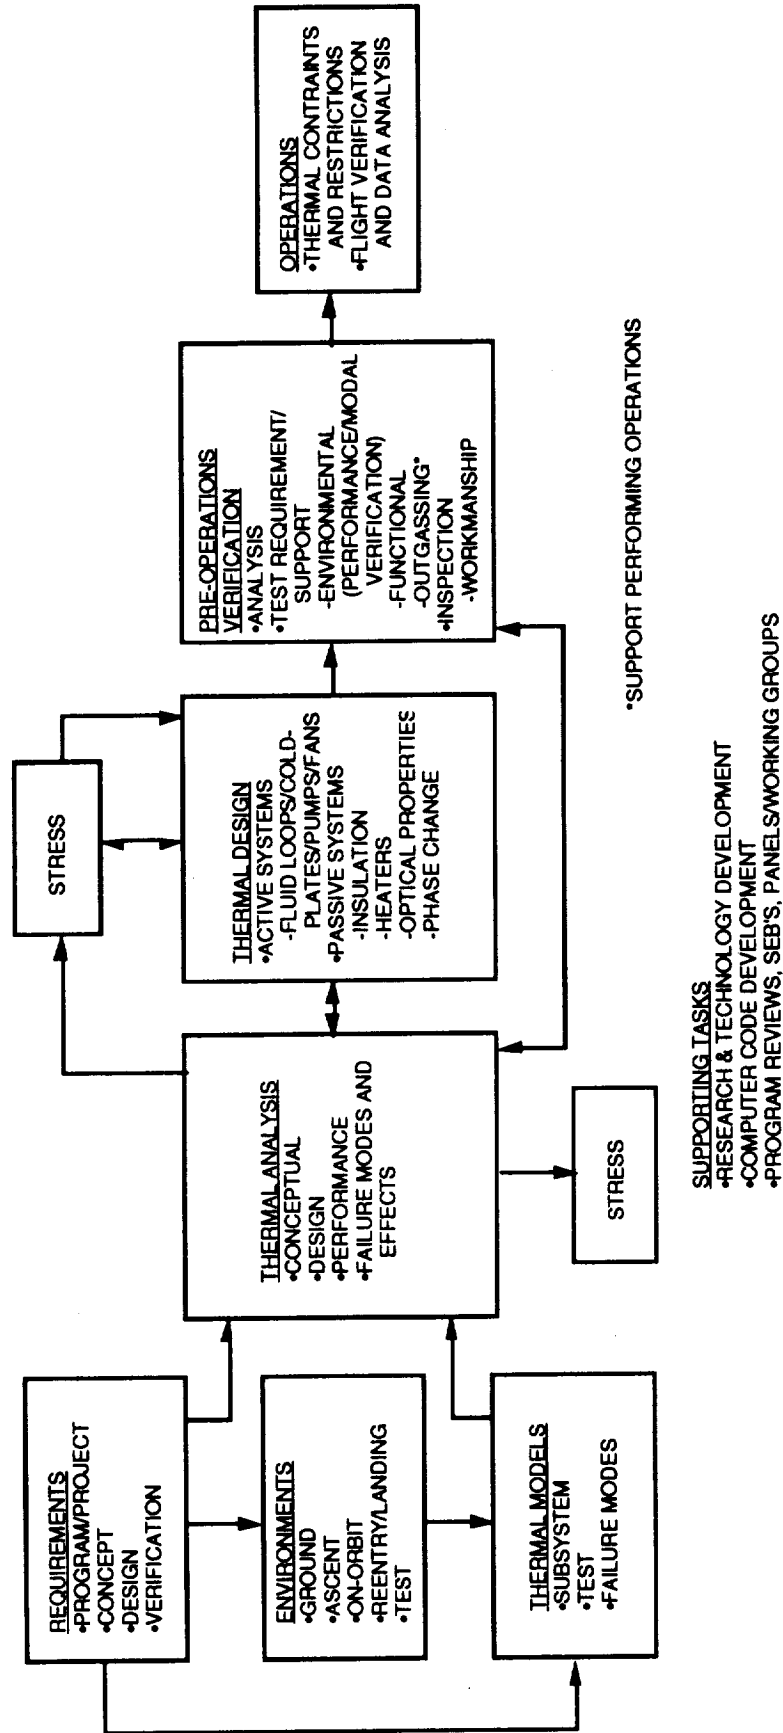 REQUIREMENTS
•PROGRAM/PROJECT
•CONCEPT
•DESIGN
•VERIFICATION
ENVIRONMENTS
•GROUND
•ASCENT
•ON-ORBIT
•REENTRY/LANDING
•TEST
THERMAL MODELS
•SUBSYSTEM
•TEST
•FAILURE MODES
THERMAL ANALYSIS
•CONCEPTUAL
•DESIGN
•PERFORMANCE
•FAILURE MODES AND
EFFECTS
STRESS
STRESS
THERMAL DESIGN
•ACTIVE SYSTEMS
-FLUID LOOPS/COLD-
PLATES/PUMPS/FANS
•PASSIVE SYSTEMS
-INSULATION
-HEATERS
-OPTICAL PROPERTIES
-PHASE CHANGE
PRE-OPERATIONS
VERIFICATION
•ANALYSIS
•TEST REQUIREMENT/
SUPPORT
-ENVIRONMENTAL
(PERFORMANCE/MODAL
VERIFICATION)
-FUNCTIONAL
-OUTGASSING*
•INSPECTION
-WORKMANSHIP
OPERATIONS
•THERMAL CONTRAINTS
AND RESTRICTIONS
•FLIGHT VERIFICATION
AND DATA ANALYSIS
*SUPPORT PERFORMING OPERATIONS
SUPPORTING TASKS
•RESEARCH & TECHNOLOGY DEVELOPMENT
•COMPUTER CODE DEVELOPMENT
•PROGRAM REVIEWS, SEB'S, PANELS/WORKING GROUPS